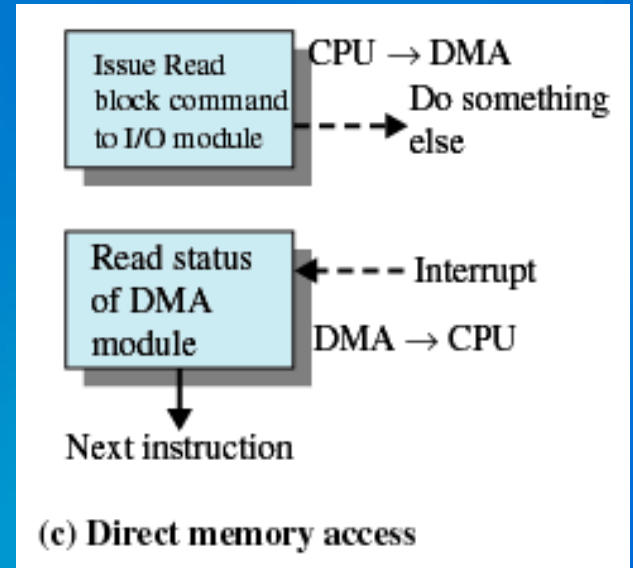 Issue Read
block command
to I/O module
CPU → DMA
Do something
else
Read status
of DMA
module
Interrupt
DMA → CPU
Next instruction
(c) Direct memory access